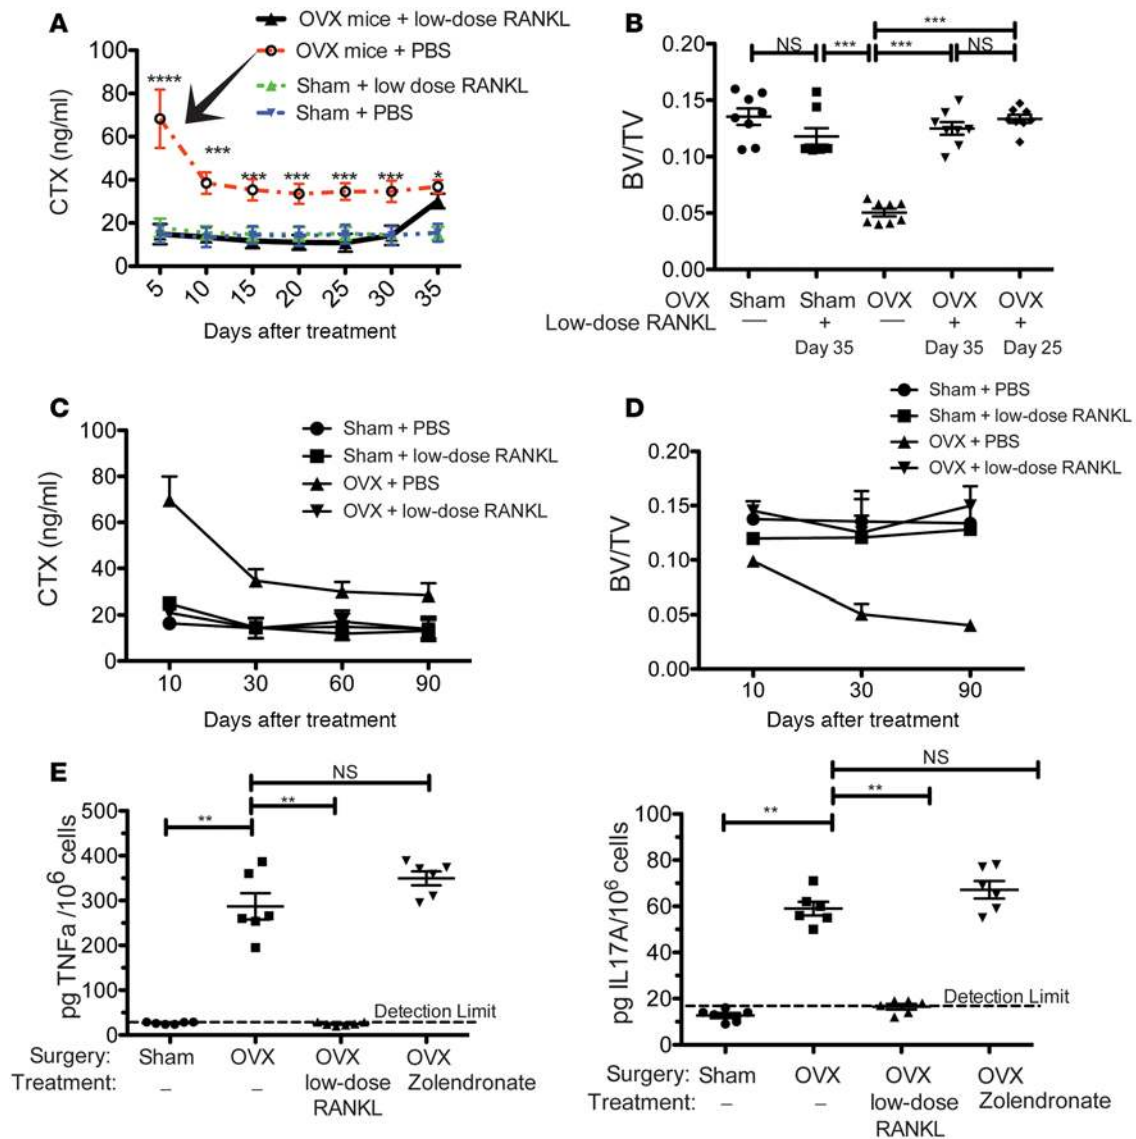 A
OVX mice + low-dose RANKL
OVX mice + PBS
Sham + low dose RANKL
Sham + PBS
100
80
60
40
20
0
CTX (ng/ml)
****
***
***
***
***
***
*
5 10 15 20 25 30 35
Days after treatment
B
***
NS *** *** NS
0.20
0.15
0.10
0.05
0.00
BV/TV
OVX Sham Sham OVX OVX OVX
Low-dose RANKL — + — + +
Day 35 Day 35 Day 25
C
Sham + PBS
Sham + low-dose RANKL
OVX + PBS
OVX + low-dose RANKL
100
80
60
40
20
0
CTX (ng/ml)
10 30 60 90
Days after treatment
D
Sham + PBS
Sham + low-dose RANKL
OVX + PBS
OVX + low-dose RANKL
0.20
0.15
0.10
0.05
0.00
BV/TV
10 30 90
Days after treatment
E
NS
**
**
500
400
300
200
100
0
pg TNFa /10⁶ cells
Detection Limit
Surgery: Sham OVX OVX OVX
Treatment: – – low-dose Zolendronate
RANKL
NS
**
**
100
80
60
40
20
0
pg IL17A/10⁶ cells
Detection Limit
Surgery: Sham OVX OVX OVX
Treatment: – – low-dose Zolendronate
RANKL